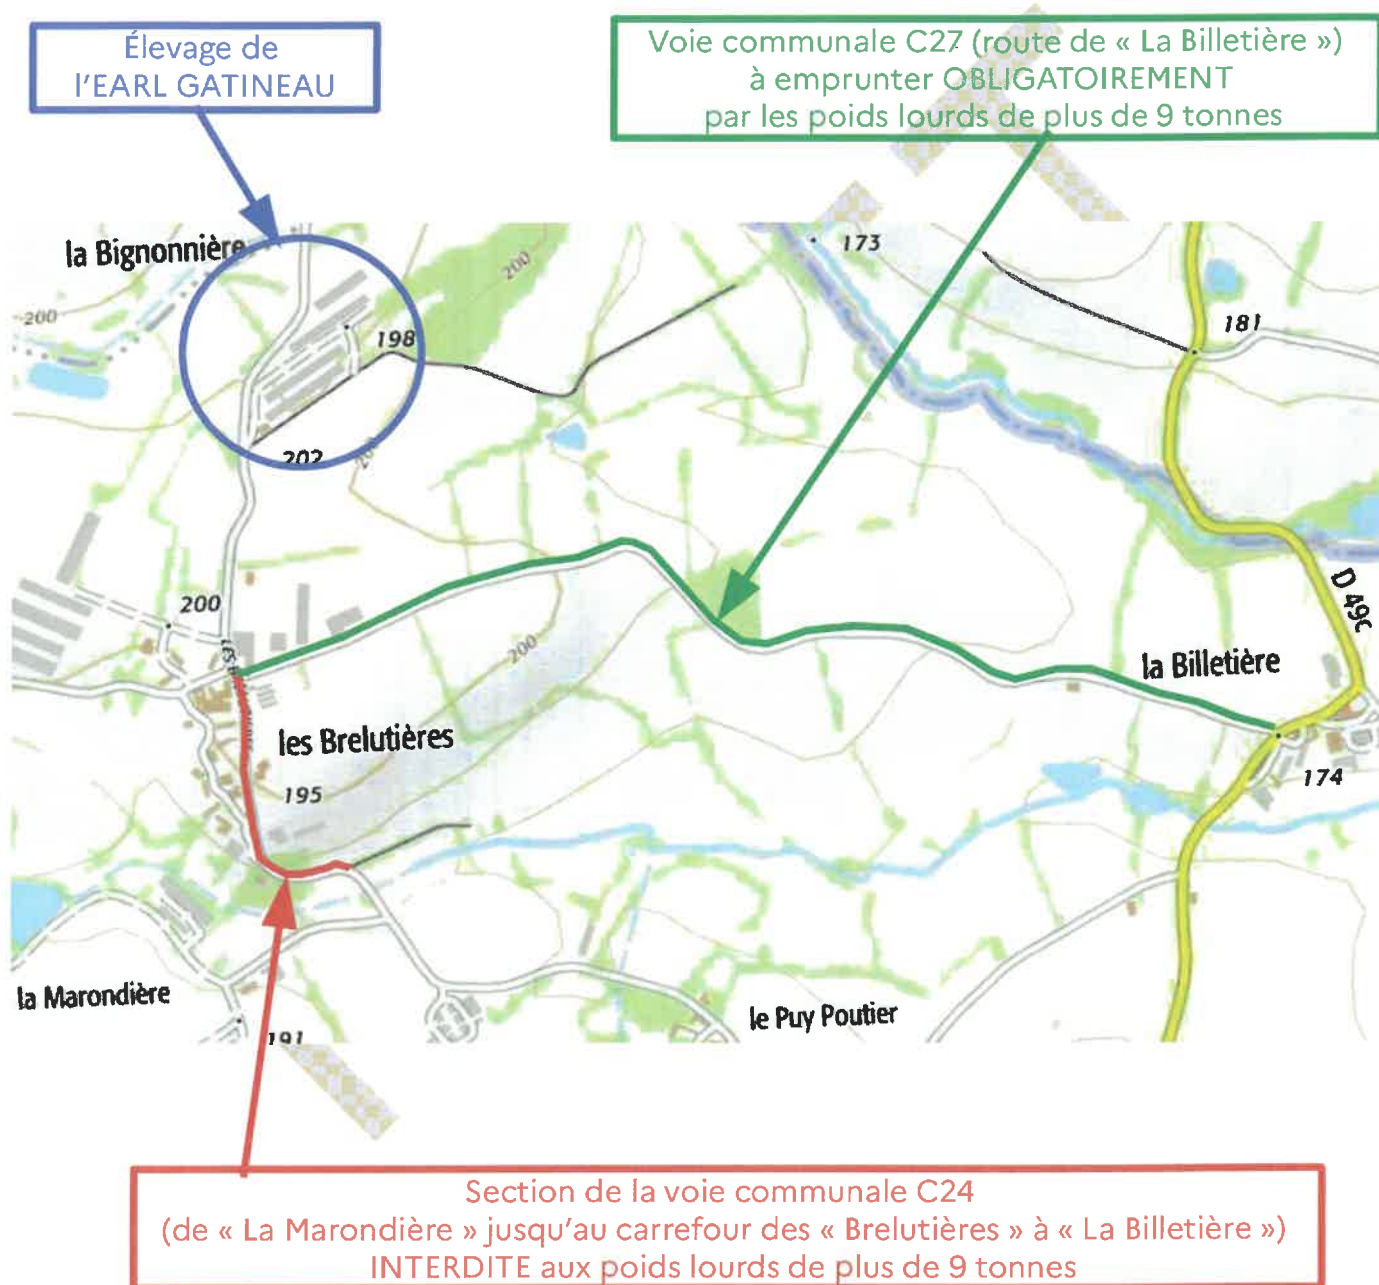 Élevage de
l'EARL GATINEAU
Voie communale C27 (route de « La Billetière »)
à emprunter OBLIGATOIREMENT
par les poids lourds de plus de 9 tonnes
la Bignonnière
200
200
173
181
198
202
200
D 49c
200
200
la Billetière
les Brelutières
195
174
la Marondière
191
le Puy Poutier
Section de la voie communale C24
(de « La Marondière » jusqu'au carrefour des « Brelutières » à « La Billetière »)
INTERDITE aux poids lourds de plus de 9 tonnes